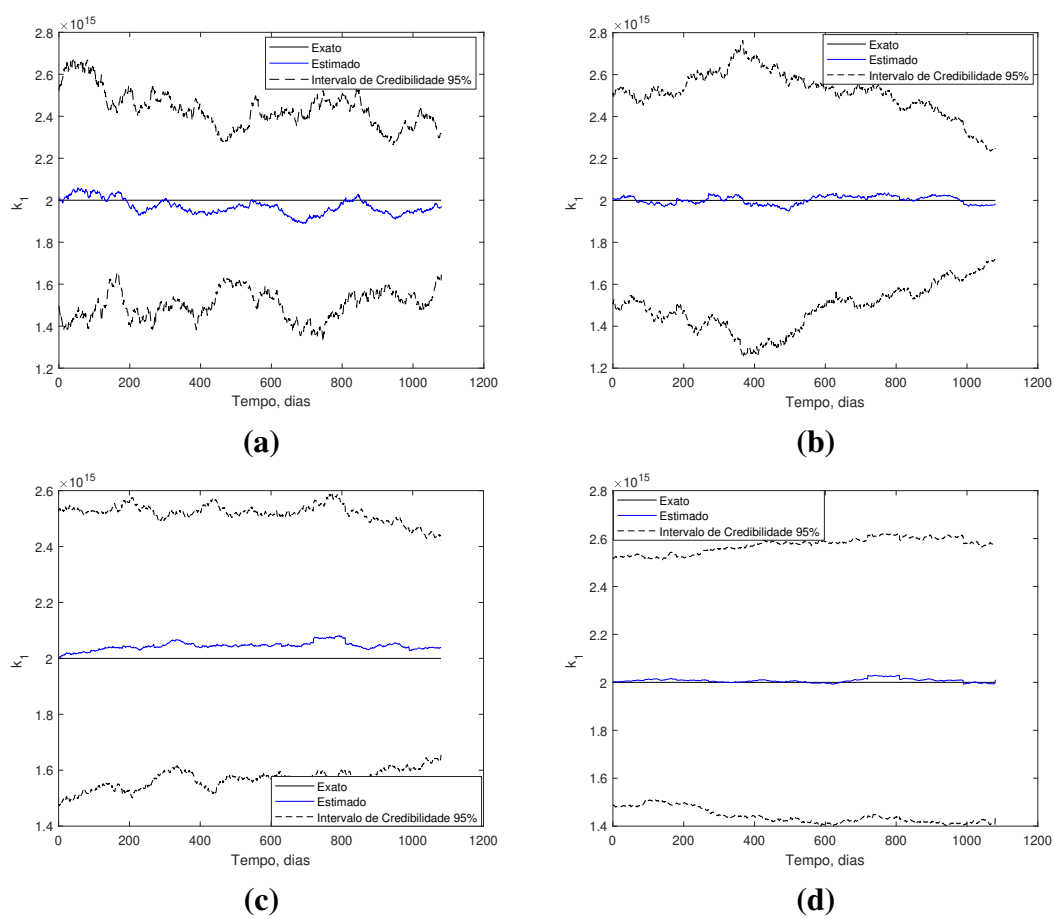 ×10^15
2.8
2.6
2.4
2.2
2
1.8
1.6
1.4
1.2
k_1
0 200 400 600 800 1000 1200
Tempo, dias
Exato
Estimado
Intervalo de Credibilidade 95%
(a)
×10^15
2.8
2.6
2.4
2.2
2
1.8
1.6
1.4
1.2
k_1
0 200 400 600 800 1000 1200
Tempo, dias
Exato
Estimado
Intervalo de Credibilidade 95%
(b)
×10^15
2.6
2.4
2.2
2
1.8
1.6
1.4
k_1
0 200 400 600 800 1000 1200
Tempo, dias
Exato
Estimado
Intervalo de Credibilidade 95%
(c)
×10^15
2.8
2.6
2.4
2.2
2
1.8
1.6
1.4
k_1
0 200 400 600 800 1000 1200
Tempo, dias
Exato
Estimado
Intervalo de Credibilidade 95%
(d)